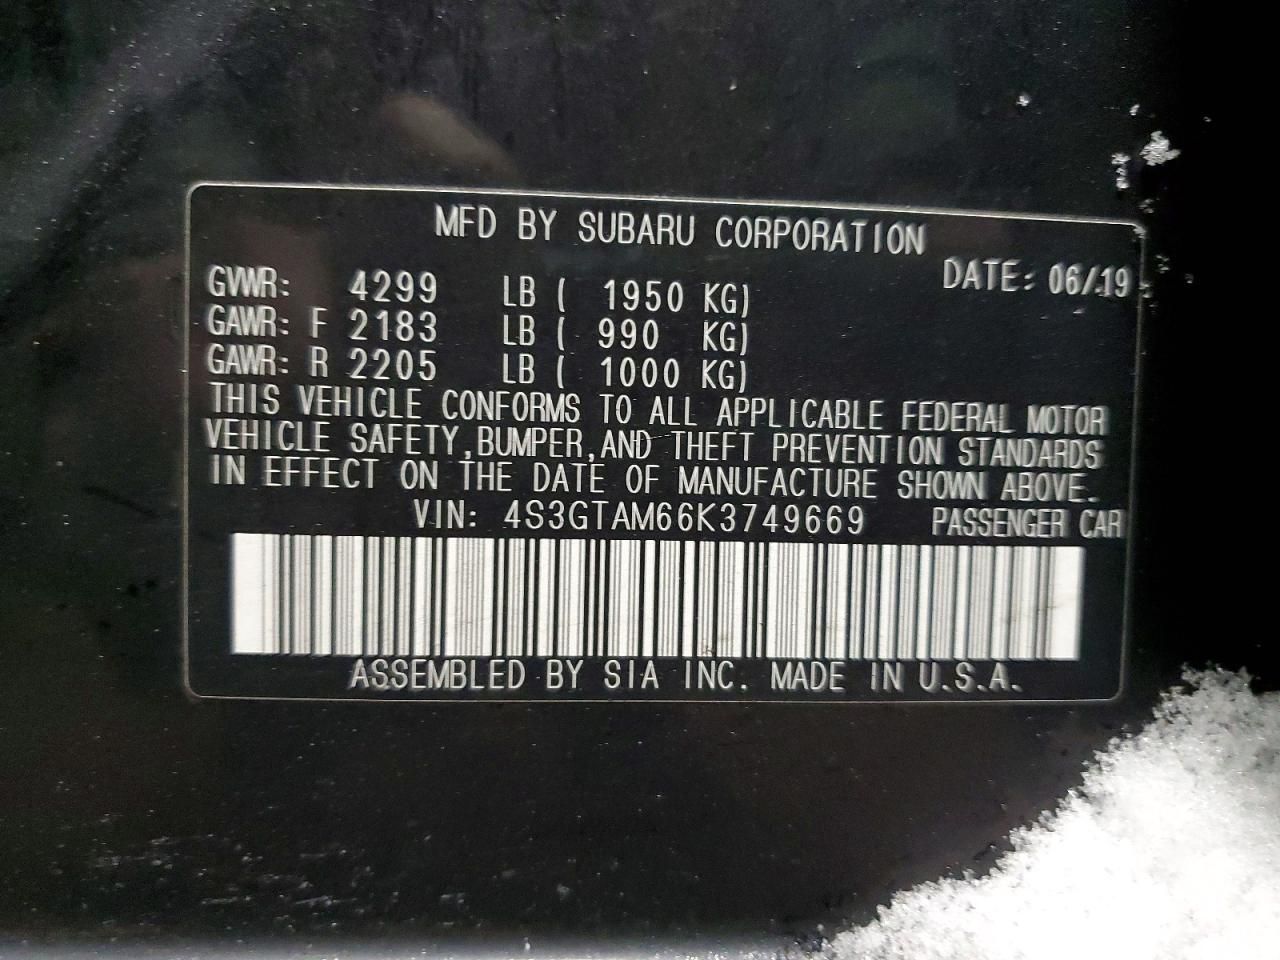 MFD BY SUBARU CORPORATION
DATE: 06/19
GVWR: 4299 LB ( 1950 KG)
GAWR: F 2183 LB ( 990 KG)
GAWR: R 2205 LB ( 1000 KG)
THIS VEHICLE CONFORMS TO ALL APPLICABLE FEDERAL MOTOR
VEHICLE SAFETY,BUMPER,AND THEFT PREVENTION STANDARDS
IN EFFECT ON THE DATE OF MANUFACTURE SHOWN ABOVE.
VIN: 4S3GTAM66K3749669 PASSENGER CAR
ASSEMBLED BY SIA INC. MADE IN U.S.A.